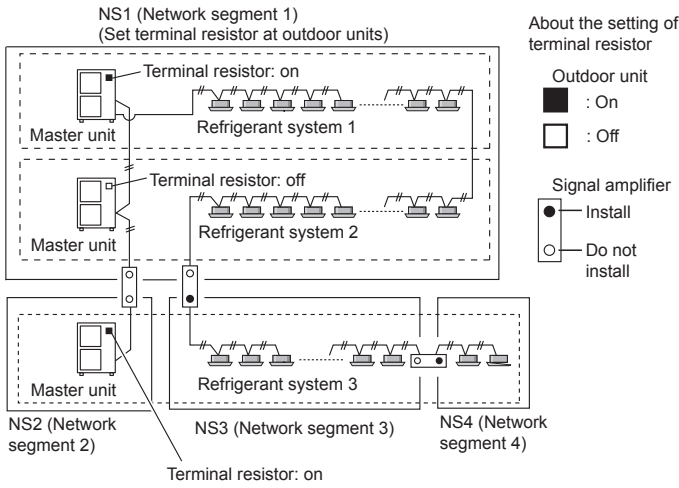 NS1 (Network segment 1)
(Set terminal resistor at outdoor units)
Terminal resistor: on
Master unit
Refrigerant system 1
Terminal resistor: off
Master unit
Refrigerant system 2
Master unit
Refrigerant system 3
NS2 (Network
segment 2)
NS3 (Network segment 3)
NS4 (Network
segment 4)
Terminal resistor: on
About the setting of
terminal resistor
Outdoor unit
: On
: Off
Signal amplifier
Install
Do not
install